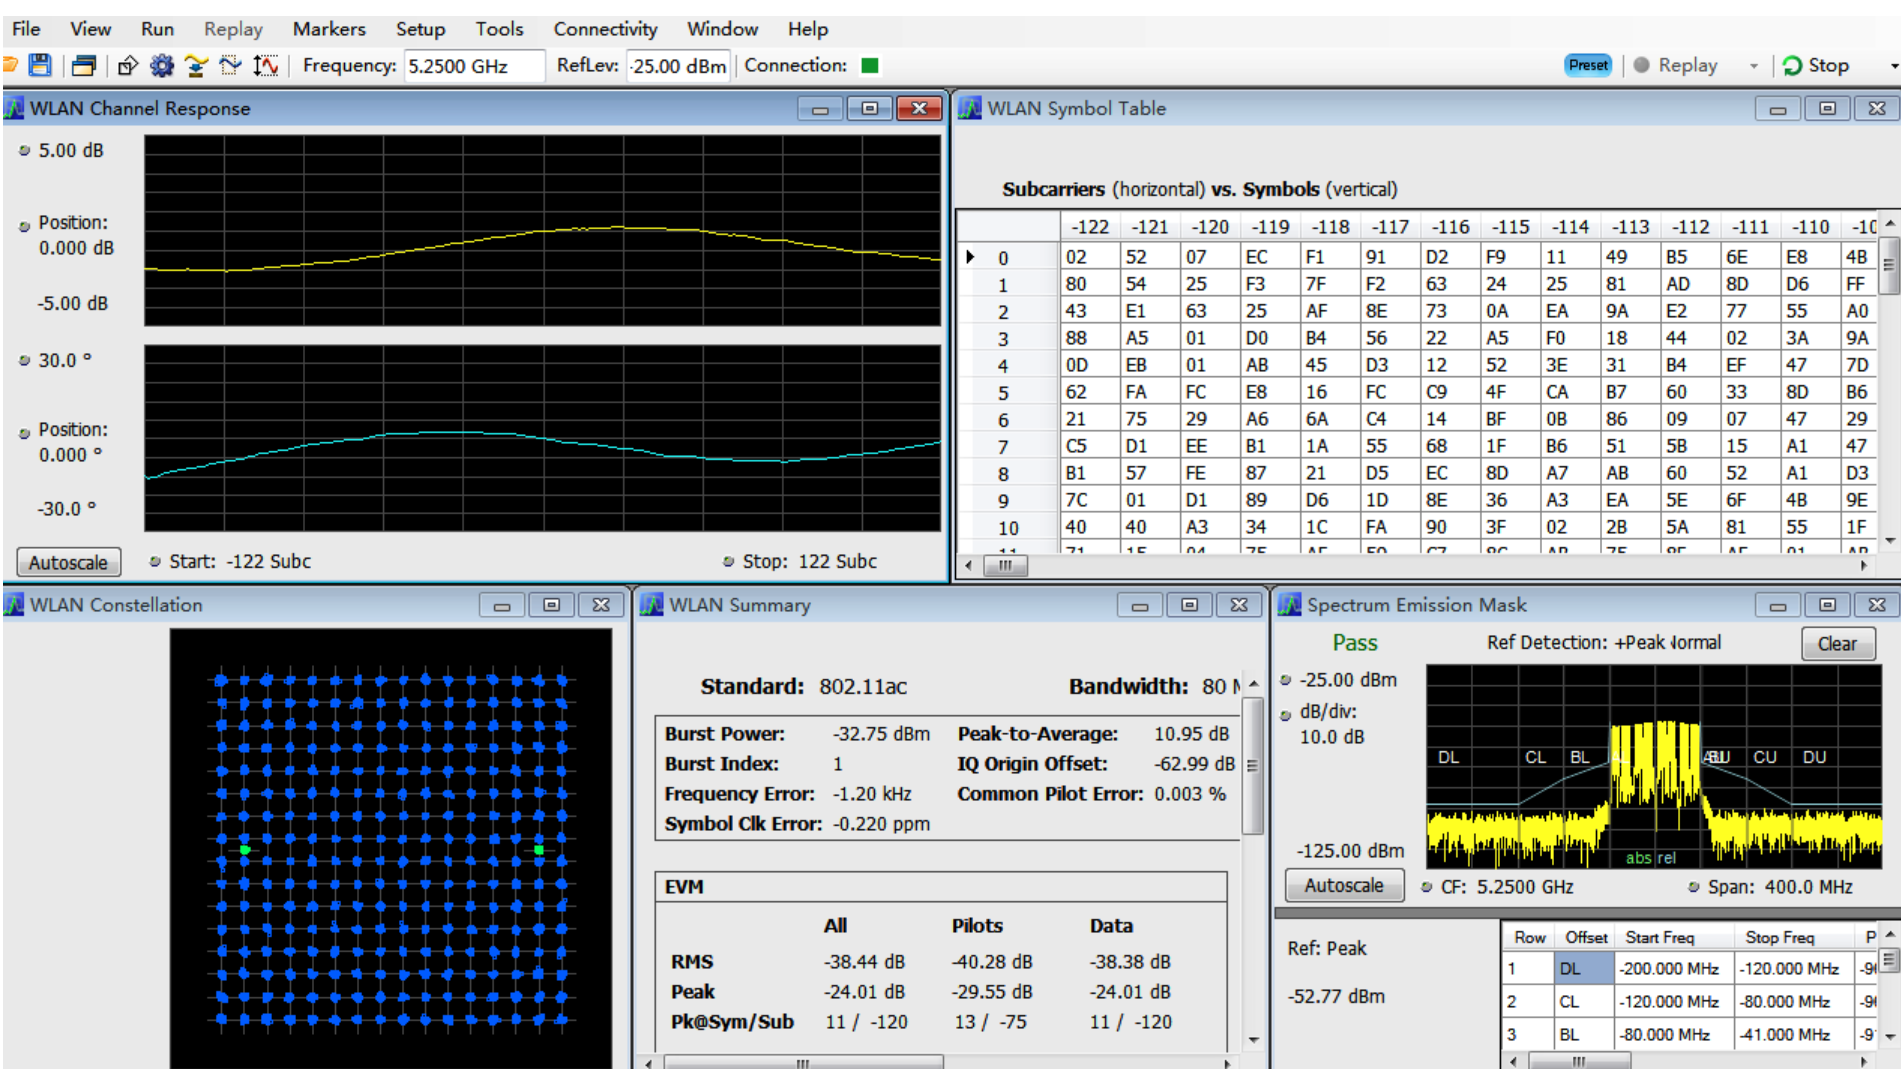 File View Run Replay Markers Setup Tools Connectivity Window Help
Frequency: 5.2500 GHz RefLev: -25.00 dBm Connection: Preset Replay Stop
WLAN Channel Response
5.00 dB
Position:
0.000 dB
-5.00 dB
30.0 °
Position:
0.000 °
-30.0 °
Autoscale Start: -122 Subc Stop: 122 Subc
WLAN Symbol Table
Subcarriers (horizontal) vs. Symbols (vertical)
-122 -121 -120 -119 -118 -117 -116 -115 -114 -113 -112 -111 -110
0 02 52 07 EC F1 91 D2 F9 11 49 B5 6E E8 4B
1 80 54 25 F3 7F F2 63 24 25 81 AD 8D D6 FF
2 43 E1 63 25 AF 8E 73 0A EA 9A E2 77 55 A0
3 88 A5 01 D0 B4 56 22 A5 F0 18 44 02 3A 9A
4 0D EB 01 AB 45 D3 12 52 3E 31 B4 EF 47 7D
5 62 FA FC E8 16 FC C9 4F CA B7 60 33 8D B6
6 21 75 29 A6 6A C4 14 BF 0B 86 09 07 47 29
7 C5 D1 EE B1 1A 55 68 1F B6 51 5B 15 A1 47
8 B1 57 FE 87 21 D5 EC 8D A7 AB 60 52 A1 D3
9 7C 01 D1 89 D6 1D 8E 36 A3 EA 5E 6F 4B 9E
10 40 40 A3 34 1C FA 90 3F 02 2B 5A 81 55 1F
WLAN Constellation
WLAN Summary
Standard: 802.11ac Bandwidth: 80
Burst Power: -32.75 dBm Peak-to-Average: 10.95 dB
Burst Index: 1 IQ Origin Offset: -62.99 dB
Frequency Error: -1.20 kHz Common Pilot Error: 0.003 %
Symbol Clk Error: -0.220 ppm
EVM
All Pilots Data
RMS -38.44 dB -40.28 dB -38.38 dB
Peak -24.01 dB -29.55 dB -24.01 dB
Pk@Sym/Sub 11 / -120 13 / -75 11 / -120
Spectrum Emission Mask
Pass Ref Detection: +Peak Normal Clear
-25.00 dBm
dB/div:
10.0 dB
DL CL BL CU DU
-125.00 dBm
abs rel
Autoscale CF: 5.2500 GHz Span: 400.0 MHz
Ref: Peak
-52.77 dBm
Row Offset Start Freq Stop Freq
1 DL -200.000 MHz -120.000 MHz
2 CL -120.000 MHz -80.000 MHz
3 BL -80.000 MHz -41.000 MHz